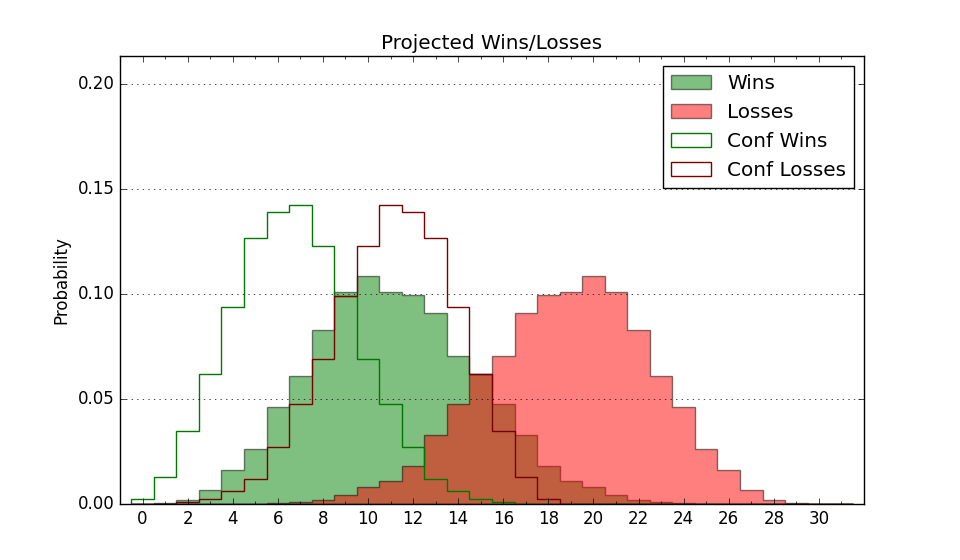 Projected Wins/Losses
Wins
Losses
Conf Wins
Conf Losses
Probability
0.20
0.15
0.10
0.05
0.00
0 2 4 6 8 10 12 14 16 18 20 22 24 26 28 30